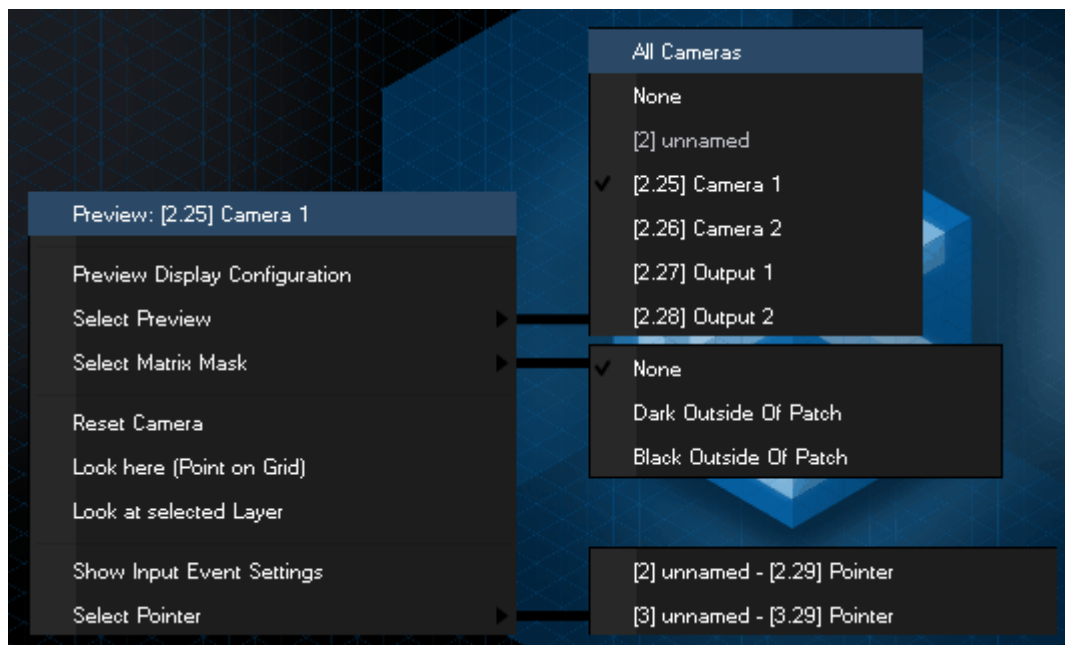 Preview: [2.25] Camera 1
Preview Display Configuration
Select Preview
Select Matrix Mask
Reset Camera
Look here (Point on Grid)
Look at selected Layer
Show Input Event Settings
Select Pointer
All Cameras
None
[2] unnamed
[2.25] Camera 1
[2.26] Camera 2
[2.27] Output 1
[2.28] Output 2
None
Dark Outside Of Patch
Black Outside Of Patch
[2] unnamed - [2.29] Pointer
[3] unnamed - [3.29] Pointer